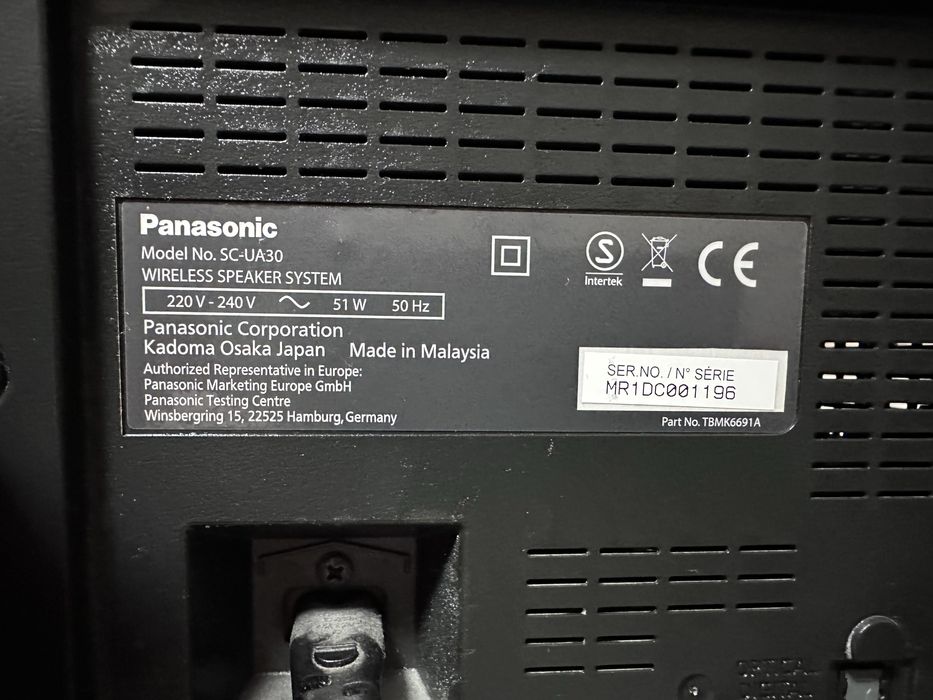 Panasonic
Model No. SC-UA30
WIRELESS SPEAKER SYSTEM
220 V - 240 V ~ 51 W 50 Hz
Panasonic Corporation
Kadoma Osaka Japan Made in Malaysia
Authorized Representative in Europe:
Panasonic Marketing Europe GmbH
Panasonic Testing Centre
Winsbergring 15, 22525 Hamburg, Germany
S
Intertek
CE
SER.NO. / N° SÉRIE
MR1DC001196
Part No. TBMK6691A